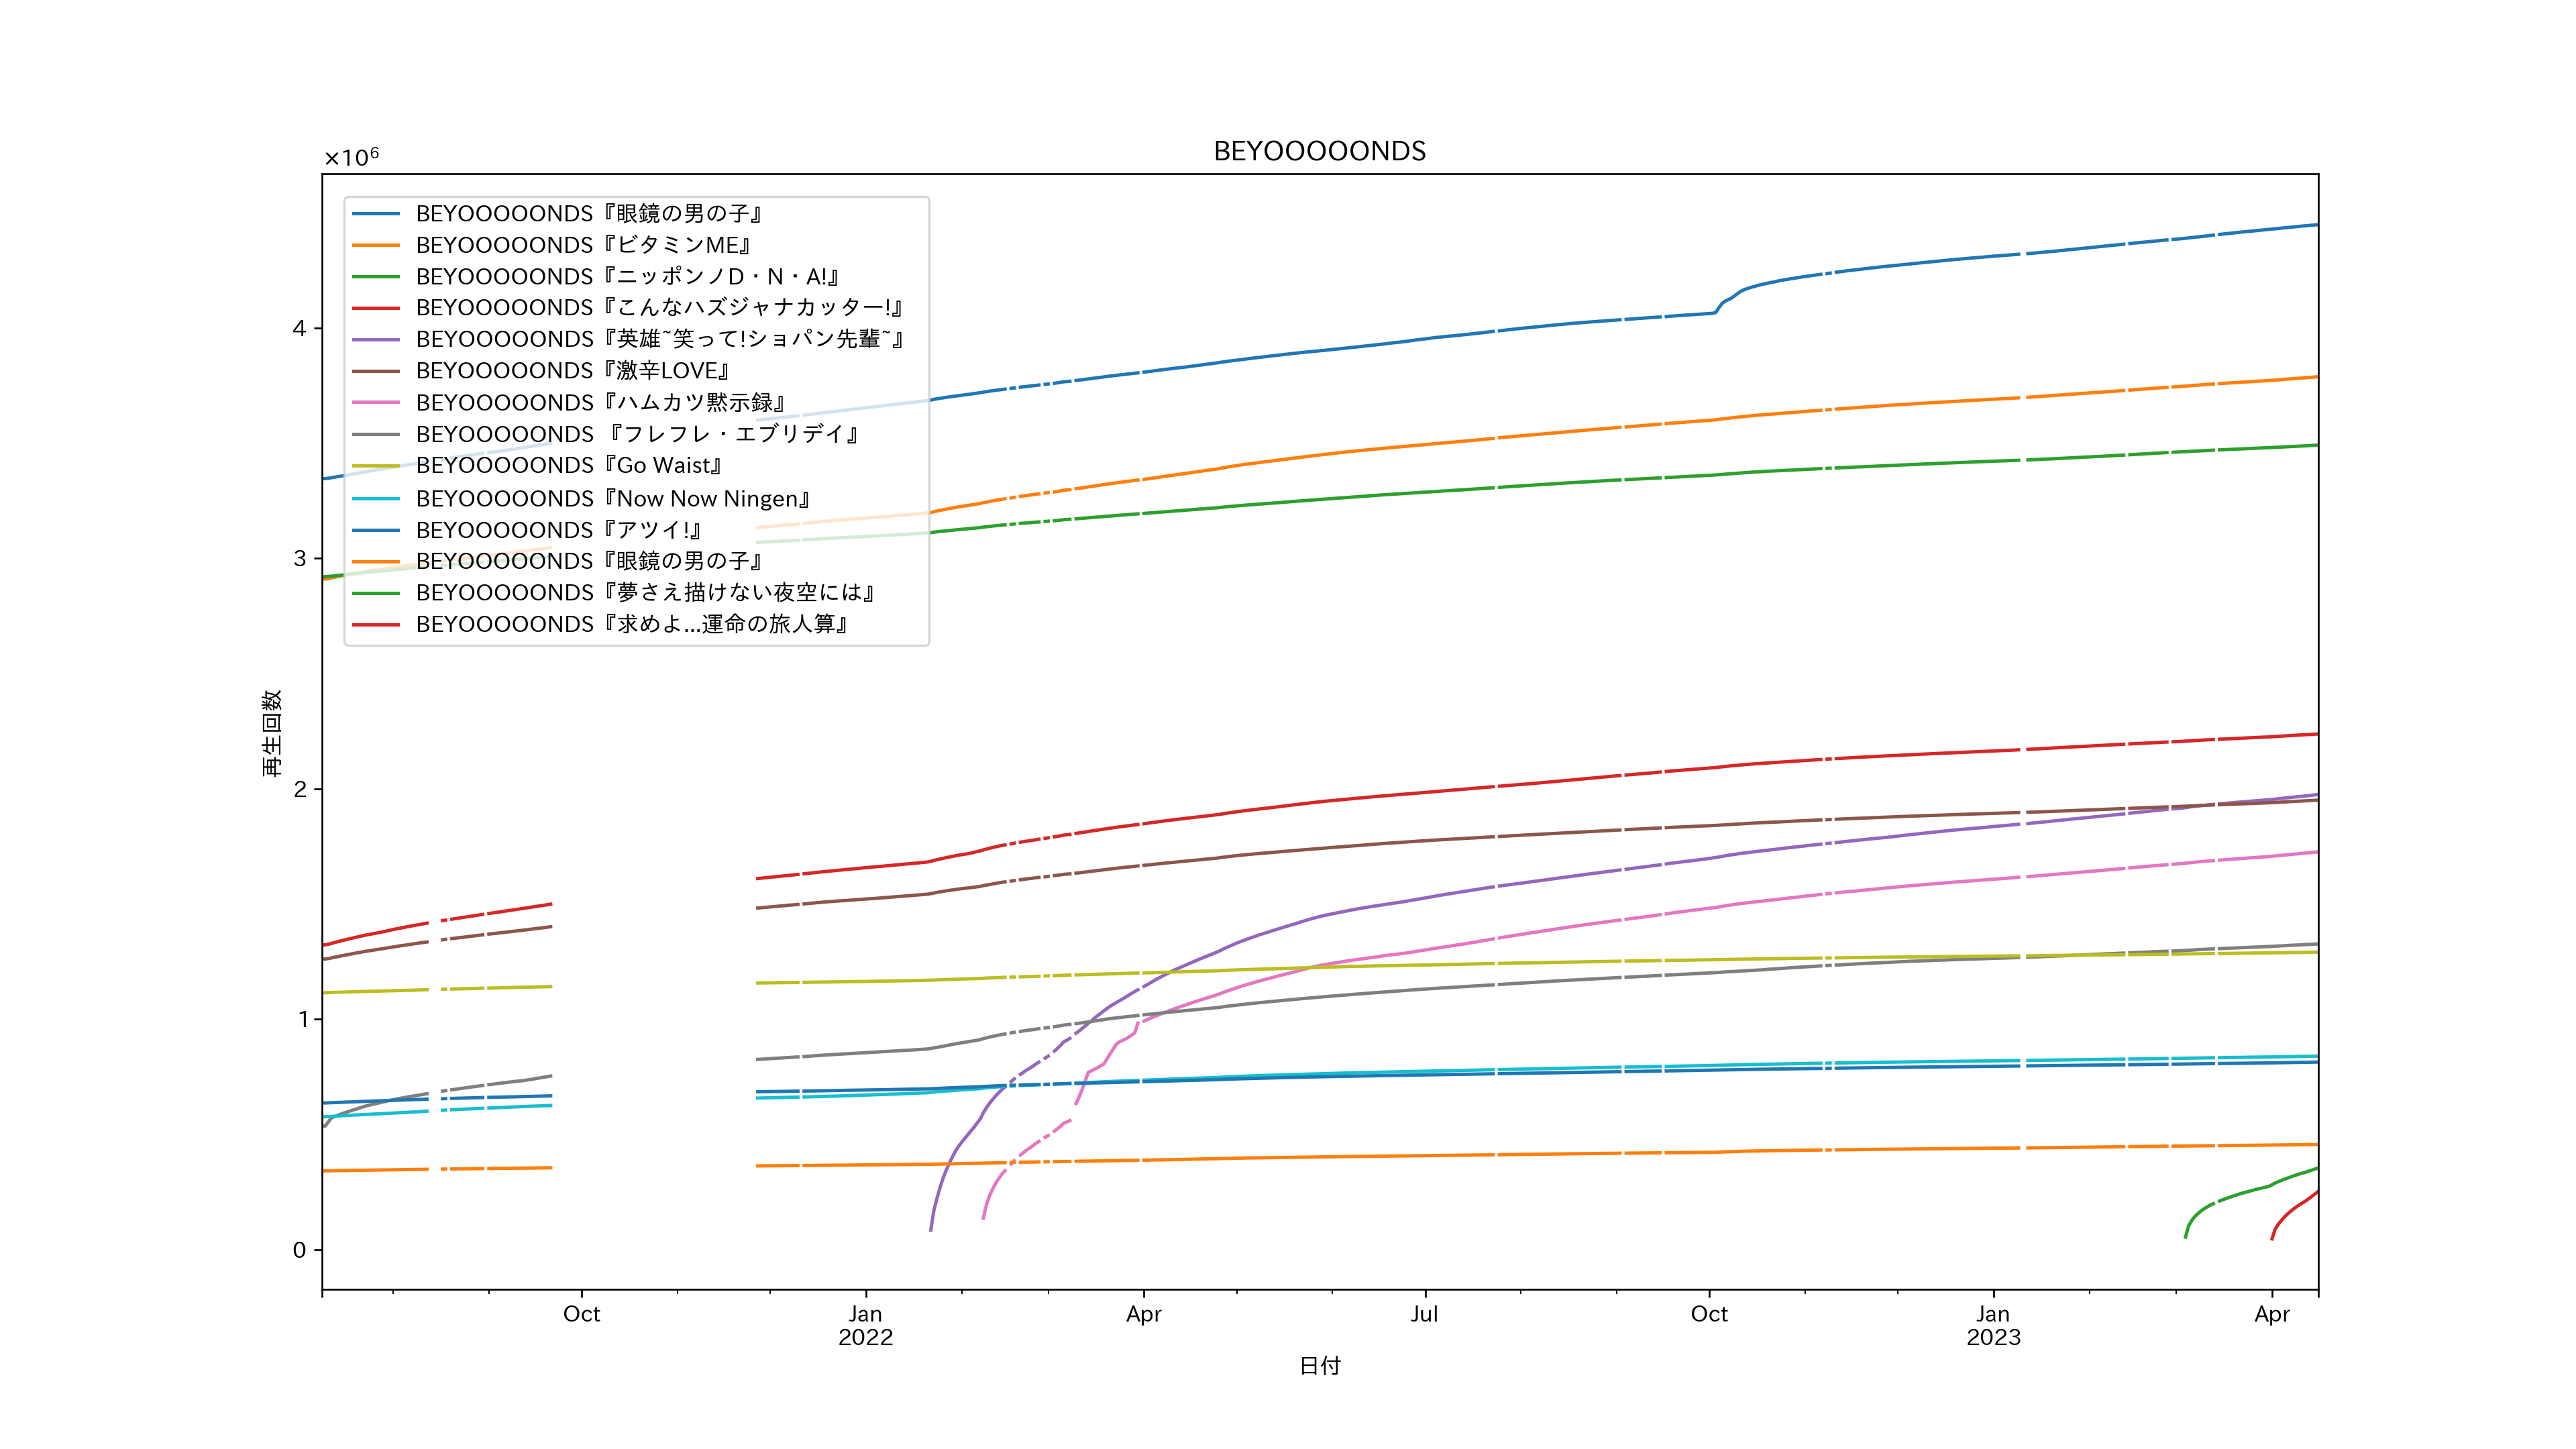 BEYOOOOONDS
×10⁶
BEYOOOOONDS『眼鏡の男の子』
BEYOOOOONDS『ビタミンME』
BEYOOOOONDS『ニッポンノD・N・A!』
BEYOOOOONDS『こんなハズジャナカッター!』
BEYOOOOONDS『英雄~笑って!ショパン先輩~』
BEYOOOOONDS『激辛LOVE』
BEYOOOOONDS『ハムカツ黙示録』
BEYOOOOONDS 『フレフレ・エブリデイ』
BEYOOOOONDS『Go Waist』
BEYOOOOONDS『Now Now Ningen』
BEYOOOOONDS『アツイ!』
BEYOOOOONDS『眼鏡の男の子』
BEYOOOOONDS『夢さえ描けない夜空には』
BEYOOOOONDS『求めよ...運命の旅人算』
4
3
2
1
0
再生回数
Oct Jan Apr Jul Oct Jan Apr
2022 2023
日付